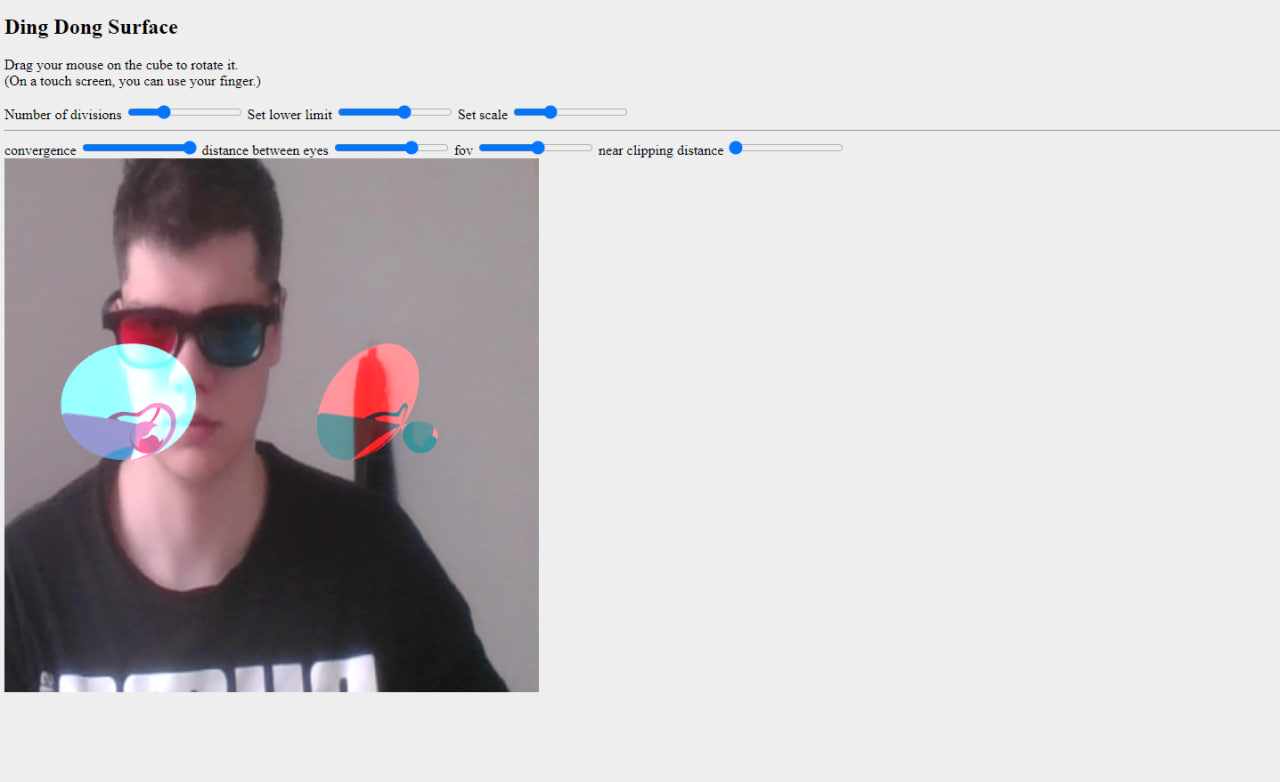 Ding Dong Surface
Drag your mouse on the cube to rotate it.
(On a touch screen, you can use your finger.)
Number of divisions Set lower limit Set scale
convergence distance between eyes fov near clipping distance